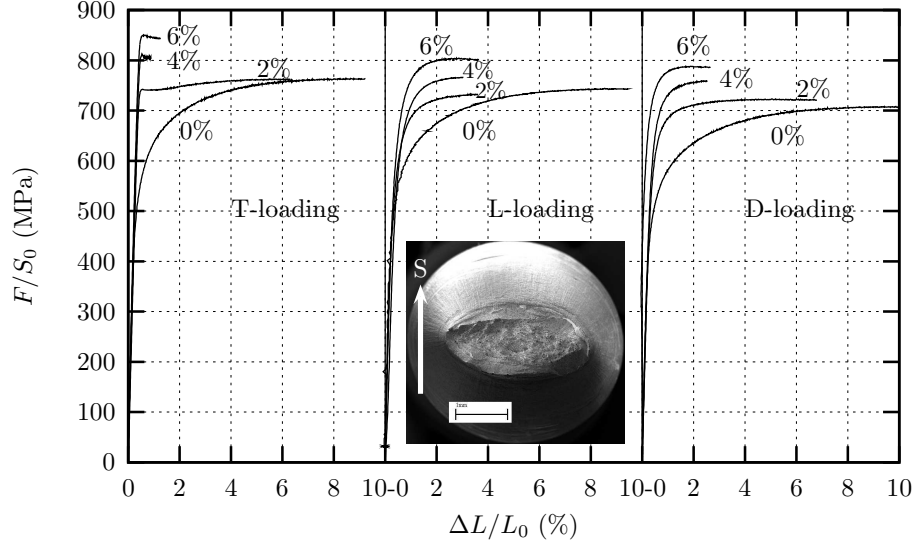 900
800
700
600
500
400
300
200
100
0
F/S₀ (MPa)
6%
4%
2%
0%
T-loading
6%
4%
2%
0%
L-loading
6%
4%
2%
0%
D-loading
S
1mm
0 2 4 6 8 10-0 2 4 6 8 10-0 2 4 6 8 10
ΔL/L₀ (%)